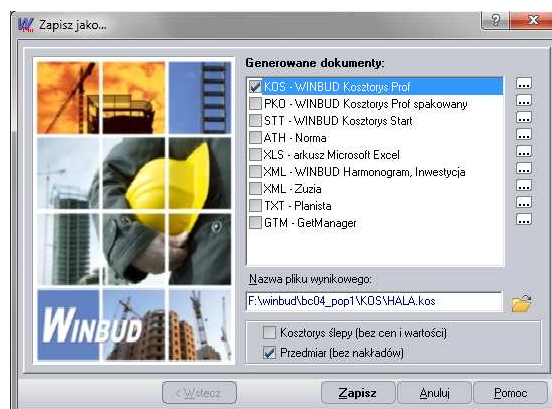 Zapisz jako...
Generowane dokumenty:
KOS - WINBUD Kosztorys Prof
PKO - WINBUD Kosztorys Prof spakowany
STT - WINBUD Kosztorys Start
ATH - Norma
XLS - arkusz Microsoft Excel
XML - WINBUD Harmonogram, Inwestycja
XML - Zuzia
TXT - Planista
GTM - GetManager
Nazwa pliku wynikowego:
F:\winbud\bc04_pop1\KOS\HALA.kos
WINBUD
Kosztorys ślepy (bez cen i wartości)
Przedmiar (bez nakładów)
< Wstecz
Zapisz
Anuluj
Pomoc